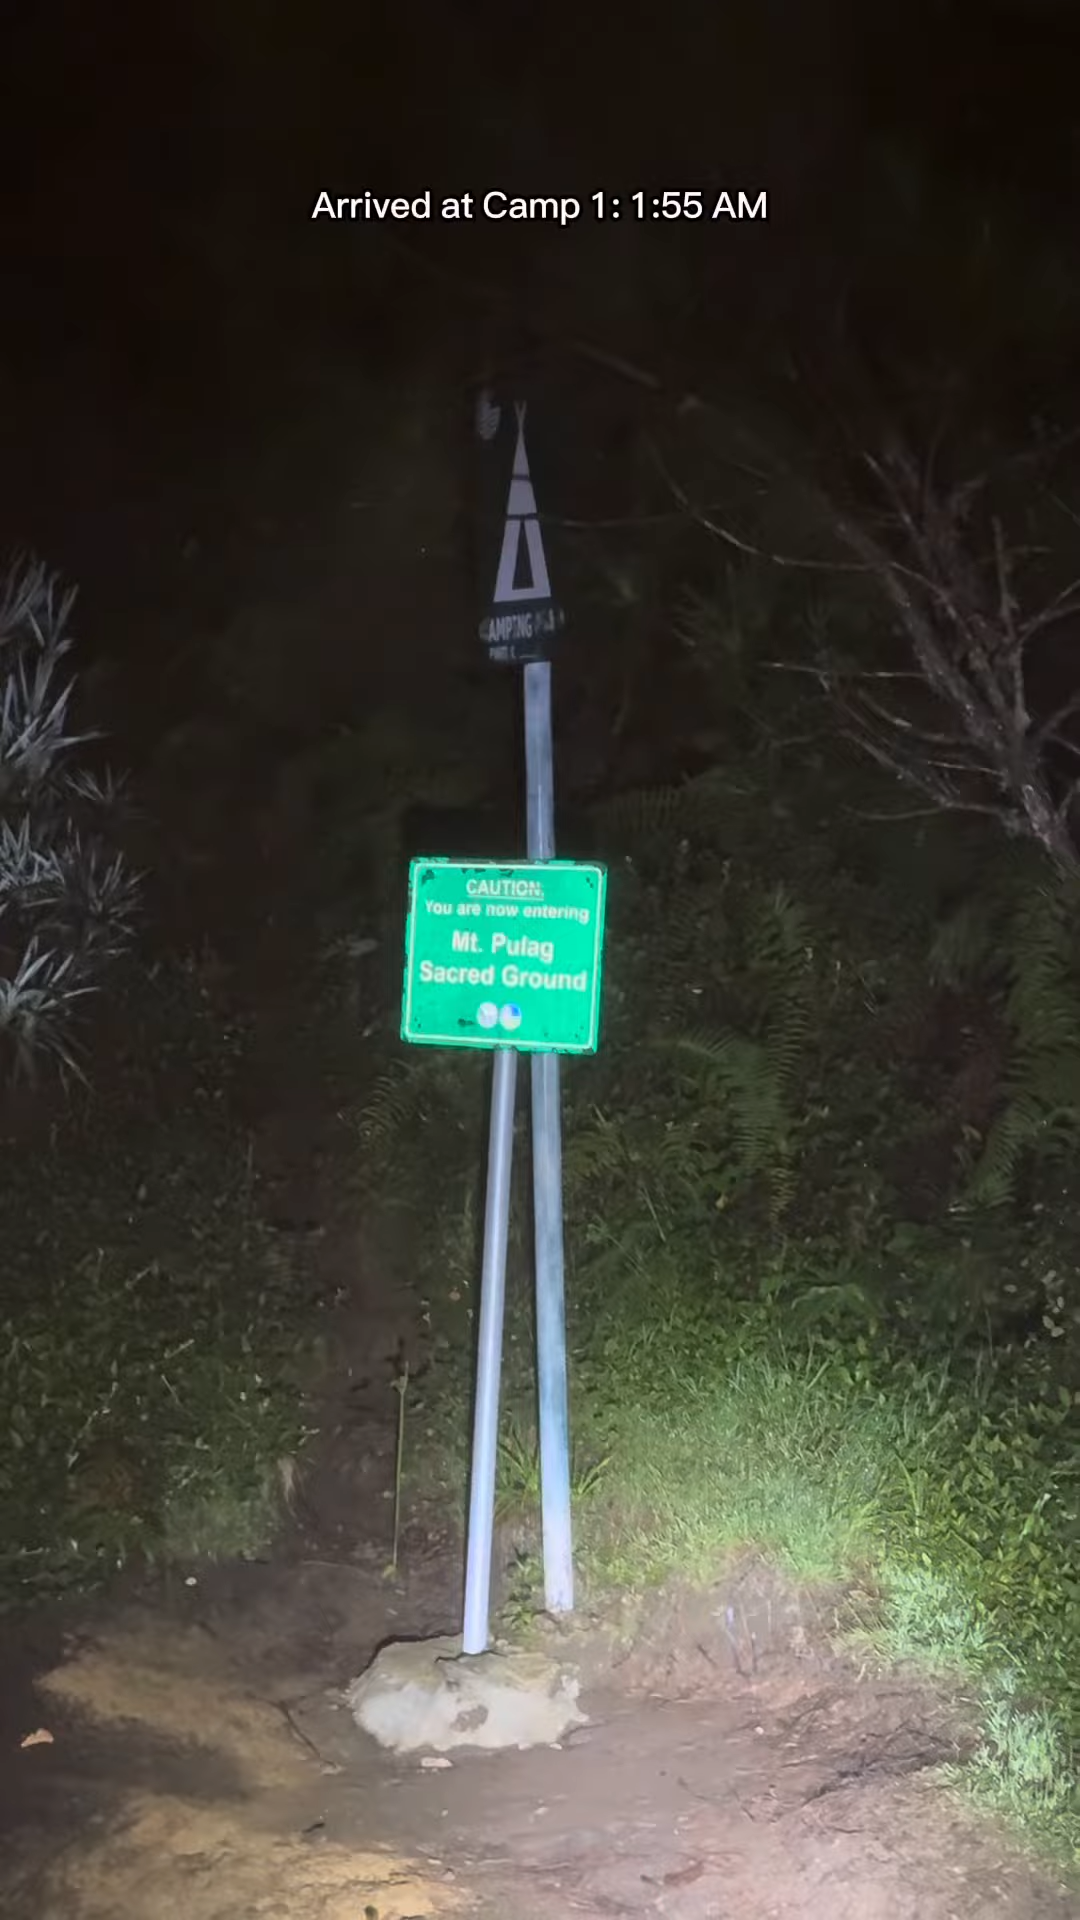 Arrived at Camp 1: 1:55 AM
CAUTION:
You are now entering
Mt. Pulag
Sacred Ground